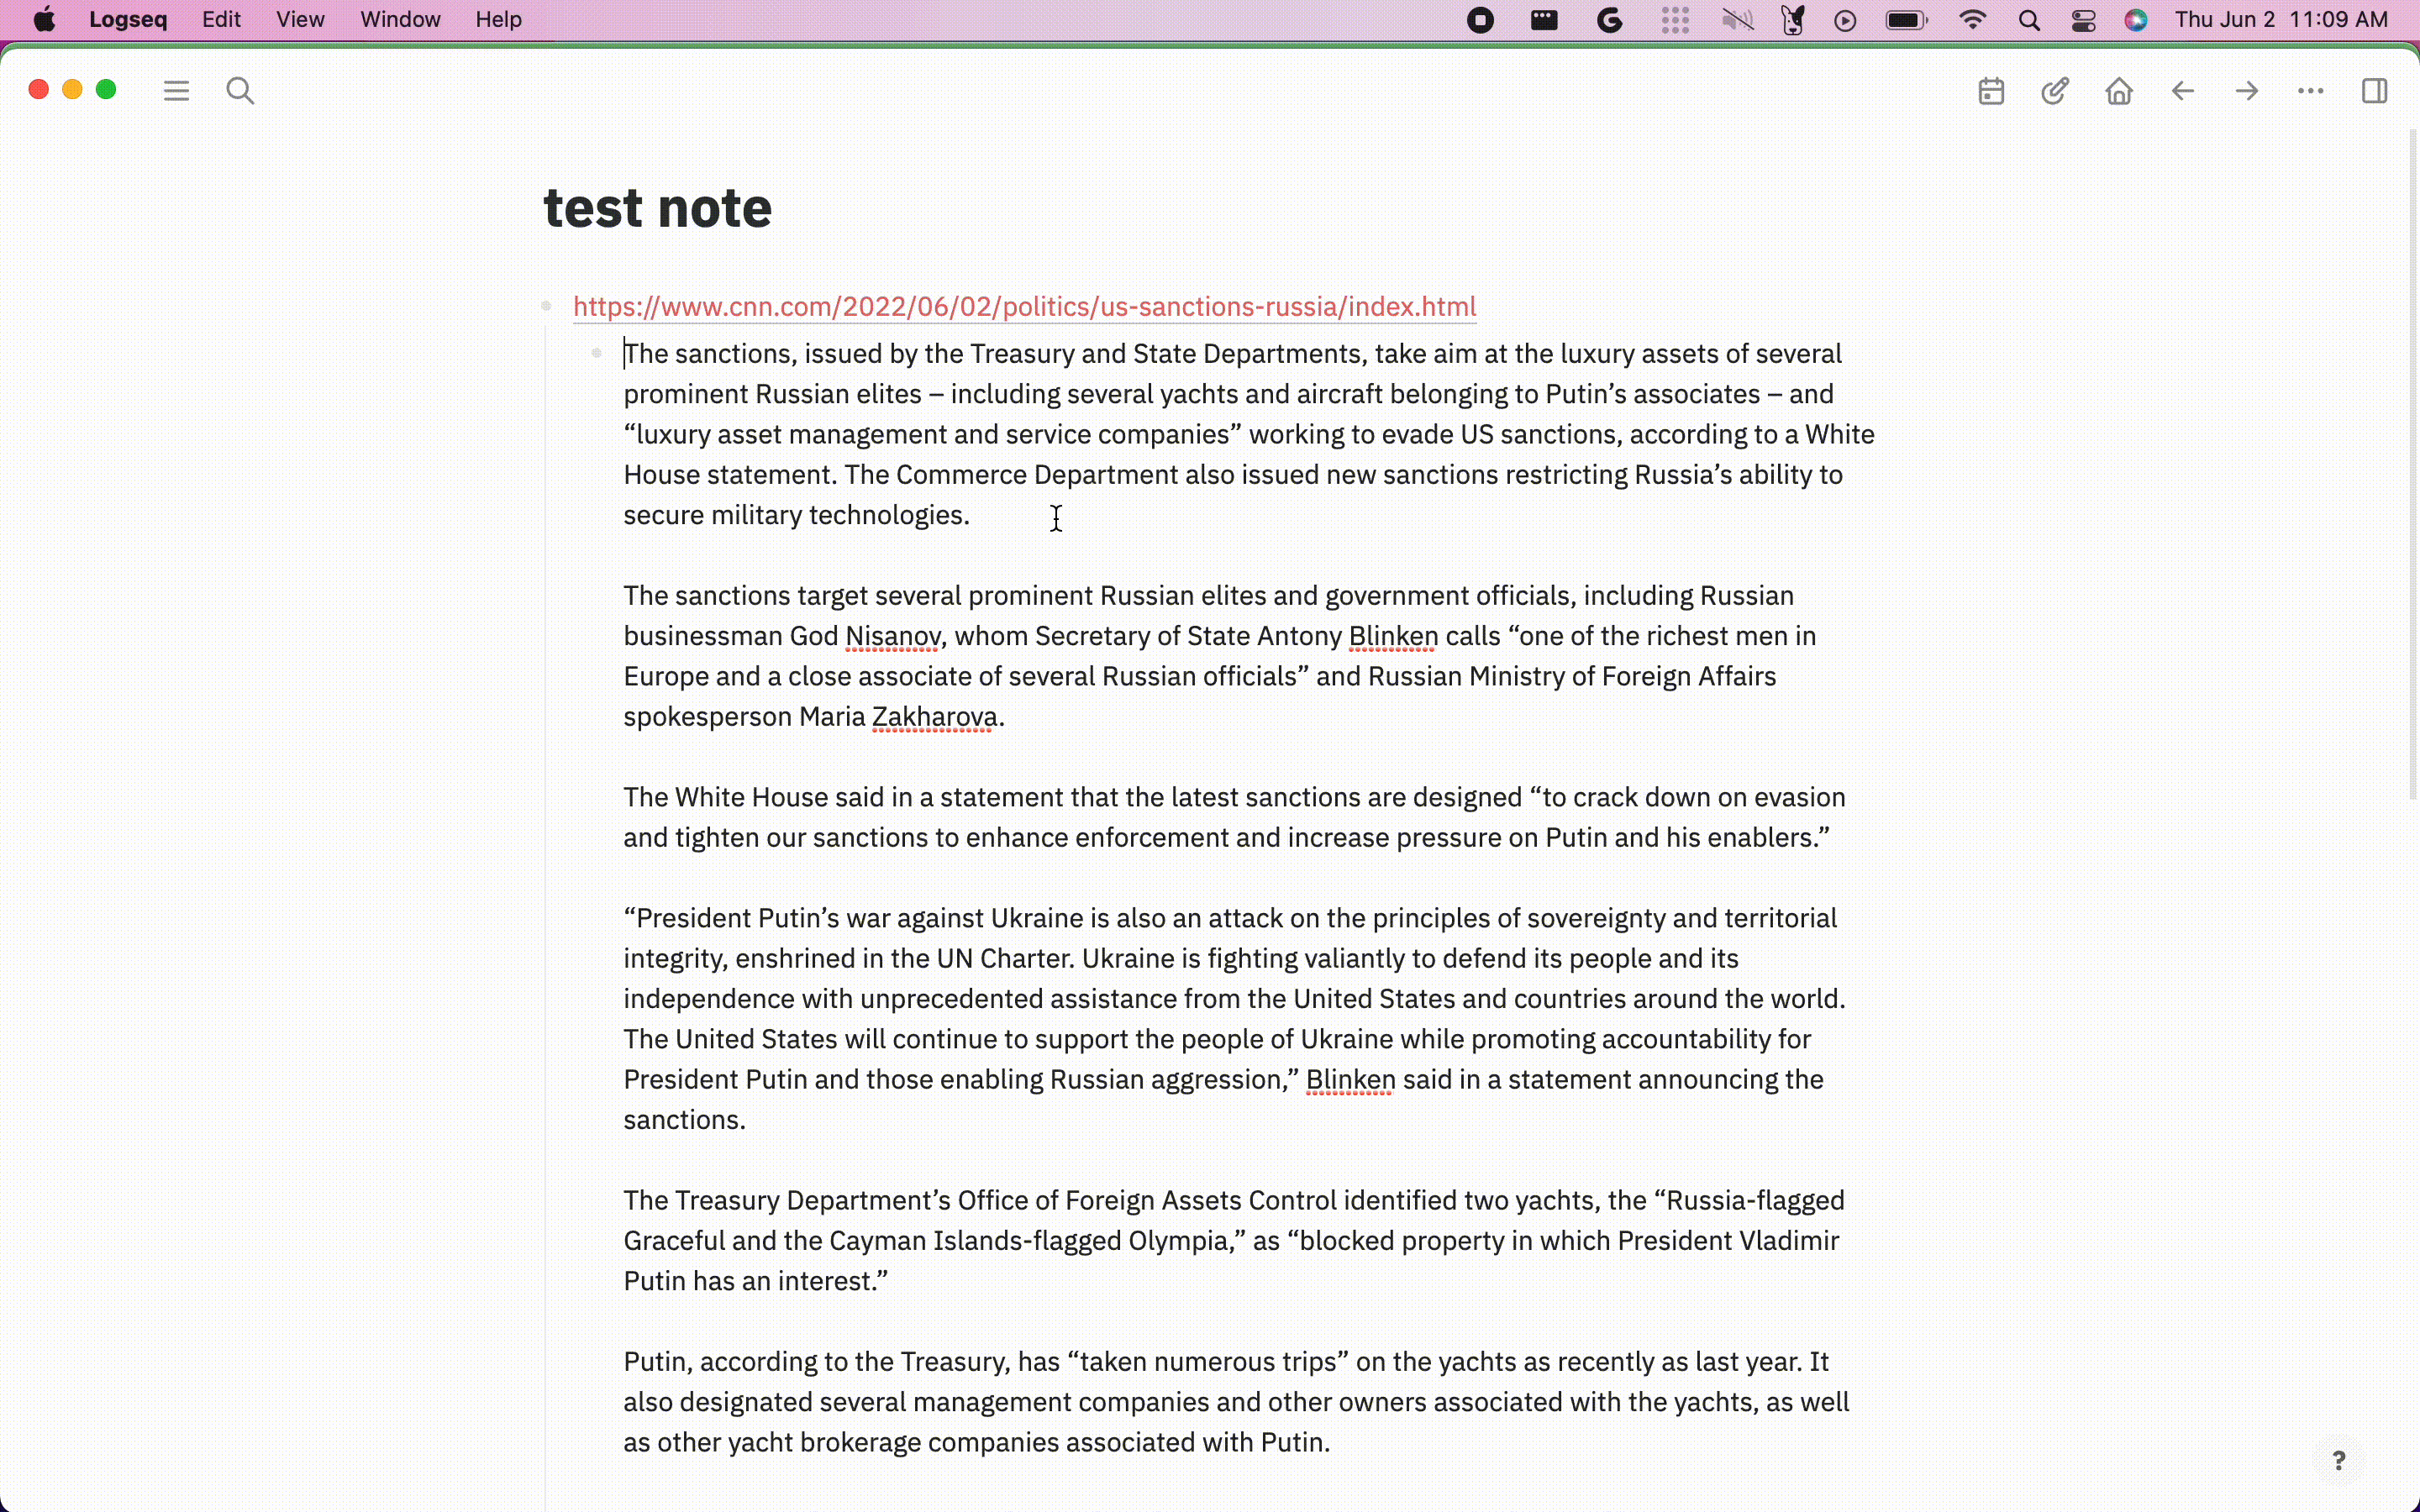 Logseq Edit View Window Help Thu Jun 2 11:09 AM
test note
https://www.cnn.com/2022/06/02/politics/us-sanctions-russia/index.html
The sanctions, issued by the Treasury and State Departments, take aim at the luxury assets of several
prominent Russian elites – including several yachts and aircraft belonging to Putin’s associates – and
“luxury asset management and service companies” working to evade US sanctions, according to a White
House statement. The Commerce Department also issued new sanctions restricting Russia’s ability to
secure military technologies.
The sanctions target several prominent Russian elites and government officials, including Russian
businessman God Nisanov, whom Secretary of State Antony Blinken calls “one of the richest men in
Europe and a close associate of several Russian officials” and Russian Ministry of Foreign Affairs
spokesperson Maria Zakharova.
The White House said in a statement that the latest sanctions are designed “to crack down on evasion
and tighten our sanctions to enhance enforcement and increase pressure on Putin and his enablers.”
“President Putin’s war against Ukraine is also an attack on the principles of sovereignty and territorial
integrity, enshrined in the UN Charter. Ukraine is fighting valiantly to defend its people and its
independence with unprecedented assistance from the United States and countries around the world.
The United States will continue to support the people of Ukraine while promoting accountability for
President Putin and those enabling Russian aggression,” Blinken said in a statement announcing the
sanctions.
The Treasury Department’s Office of Foreign Assets Control identified two yachts, the “Russia-flagged
Graceful and the Cayman Islands-flagged Olympia,” as “blocked property in which President Vladimir
Putin has an interest.”
Putin, according to the Treasury, has “taken numerous trips” on the yachts as recently as last year. It
also designated several management companies and other owners associated with the yachts, as well
as other yacht brokerage companies associated with Putin.
?